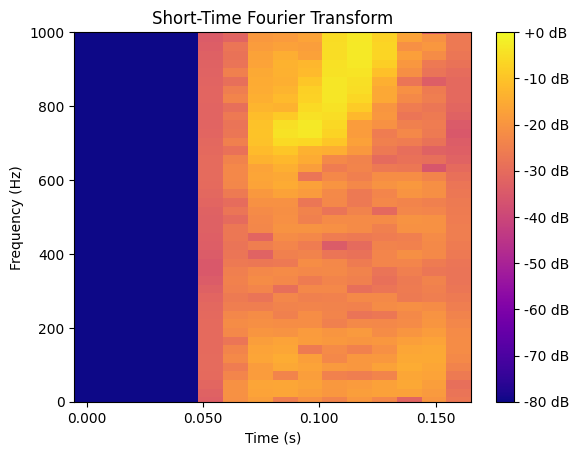 Short-Time Fourier Transform
Frequency (Hz)
1000
800
600
400
200
0
0.000
0.050
0.100
0.150
Time (s)
+0 dB
-10 dB
-20 dB
-30 dB
-40 dB
-50 dB
-60 dB
-70 dB
-80 dB